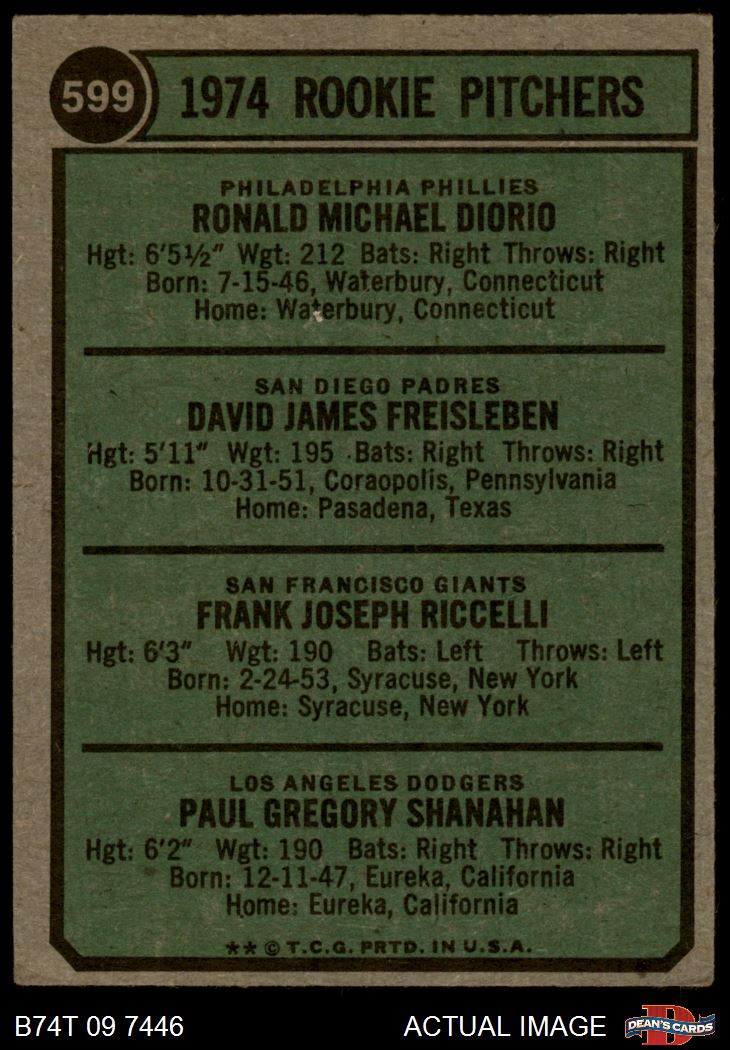 599
1974 ROOKIE PITCHERS
PHILADELPHIA PHILLIES
RONALD MICHAEL DIORIO
Hgt: 6'5½" Wgt: 212 Bats: Right Throws: Right
Born: 7-15-46, Waterbury, Connecticut
Home: Waterbury, Connecticut
SAN DIEGO PADRES
DAVID JAMES FREISLEBEN
Hgt: 5'11" Wgt: 195 Bats: Right Throws: Right
Born: 10-31-51, Coraopolis, Pennsylvania
Home: Pasadena, Texas
SAN FRANCISCO GIANTS
FRANK JOSEPH RICCELLI
Hgt: 6'3" Wgt: 190 Bats: Left Throws: Left
Born: 2-24-53, Syracuse, New York
Home: Syracuse, New York
LOS ANGELES DODGERS
PAUL GREGORY SHANAHAN
Hgt: 6'2" Wgt: 190 Bats: Right Throws: Right
Born: 12-11-47, Eureka, California
Home: Eureka, California
** © T.C.G. PRTD. IN U.S.A.
B74T 09 7446 ACTUAL IMAGE D DEAN'S CARDS